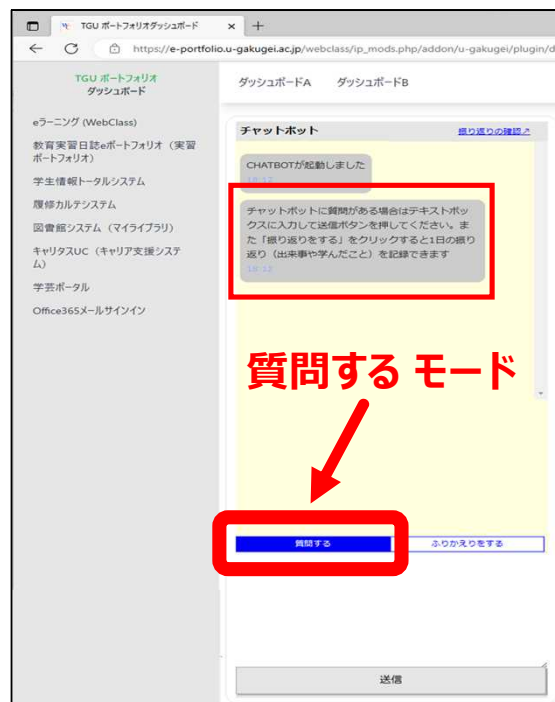 TGU ポートフォリオダッシュボード
https://e-portfolio.u-gakugei.ac.jp/webclass/ip_mods.php/addon/u-gakugei/plugin/d
TGU ポートフォリオ
ダッシュボード
eラーニング (WebClass)
教育実習日誌eポートフォリオ（実習
ポートフォリオ）
学生情報トータルシステム
履修カルテシステム
図書館システム（マイライブラリ）
キャリタスUC（キャリア支援システ
ム）
学芸ポータル
Office365メールサインイン
ダッシュボードA ダッシュボードB
チャットボット 振り返りの確認
CHATBOTが起動しました
18:12
チャットボットに質問がある場合はテキストボッ
クスに入力して送信ボタンを押してください。ま
た「振り返りをする」をクリックすると1日の振り
返り（出来事や学んだこと）を記録できます
18:12
質問する モード
質問する ふりかえりをする
送信